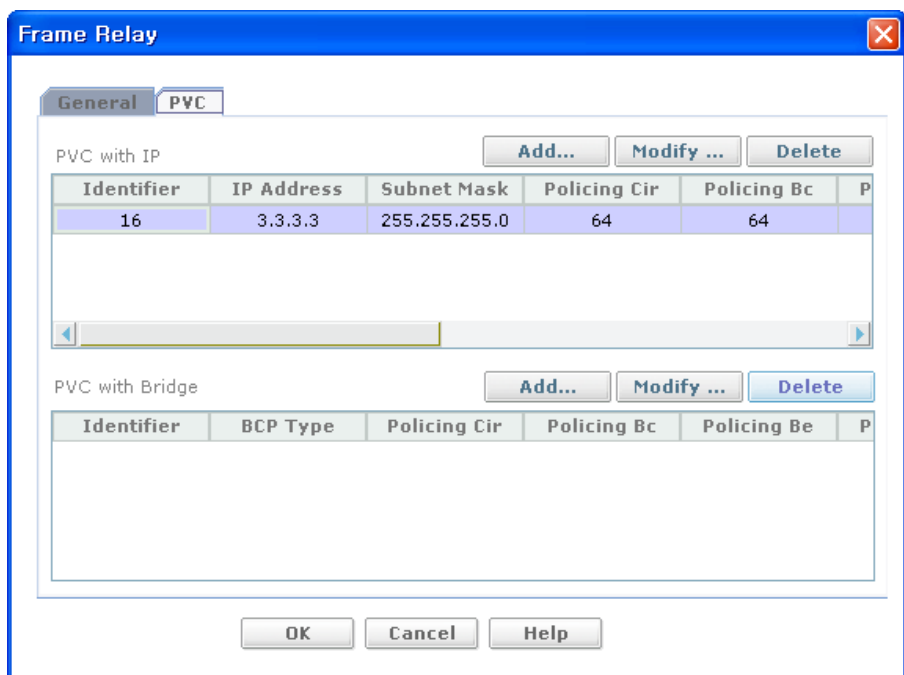 Frame Relay
General PVC
PVC with IP Add... Modify ... Delete
Identifier IP Address Subnet Mask Policing Cir Policing Bc P
16 3.3.3.3 255.255.255.0 64 64
PVC with Bridge Add... Modify ... Delete
Identifier BCP Type Policing Cir Policing Bc Policing Be P
OK Cancel Help